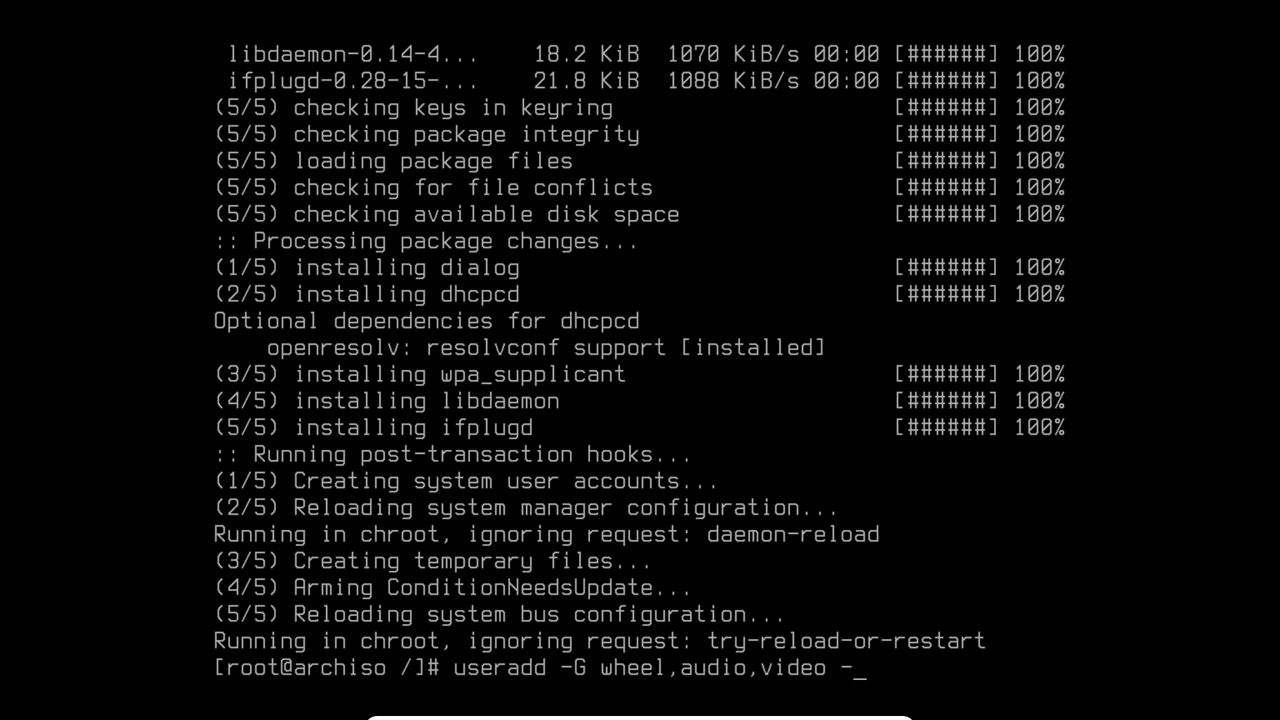 libdaemon-0.14-4... 18.2 KiB 1070 KiB/s 00:00 [######] 100%
ifplugd-0.28-15-... 21.8 KiB 1088 KiB/s 00:00 [######] 100%
(5/5) checking keys in keyring [######] 100%
(5/5) checking package integrity [######] 100%
(5/5) loading package files [######] 100%
(5/5) checking for file conflicts [######] 100%
(5/5) checking available disk space [######] 100%
:: Processing package changes...
(1/5) installing dialog [######] 100%
(2/5) installing dhcpcd [######] 100%
Optional dependencies for dhcpcd
openresolv: resolvconf support [installed]
(3/5) installing wpa_supplicant [######] 100%
(4/5) installing libdaemon [######] 100%
(5/5) installing ifplugd [######] 100%
:: Running post-transaction hooks...
(1/5) Creating system user accounts...
(2/5) Reloading system manager configuration...
Running in chroot, ignoring request: daemon-reload
(3/5) Creating temporary files...
(4/5) Arming ConditionNeedsUpdate...
(5/5) Reloading system bus configuration...
Running in chroot, ignoring request: try-reload-or-restart
[root@archiso /]# useradd -G wheel,audio,video -_